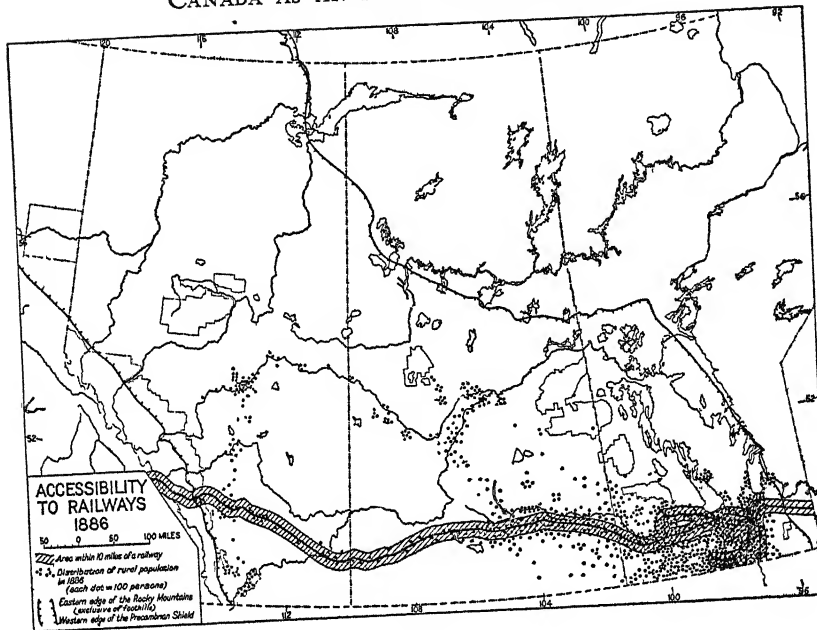 CANADA AS AN
120
116
108
104
96
92
56
52
52
ACCESSIBILITY
TO RAILWAYS
1886
50 0 50 100 MILES
Area within 10 miles of a railway
Distribution of rural population
in 1886
(each dot = 100 persons)
Eastern edge of the Rocky Mountains
(exclusive of foothills)
Western edge of the Precambrian Shield
112
108
104
100
96